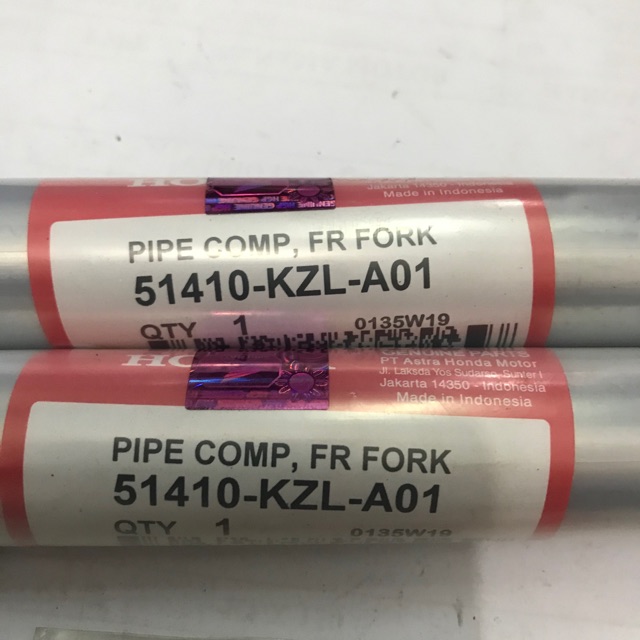 Jakarta 14350 - Indonesia
Made in Indonesia
PIPE COMP, FR FORK
51410-KZL-A01
QTY 1 0135W19
GENUINE PARTS
PT Astra Honda Motor
Jl. Laksda Yos Sudarso, Sunter I
Jakarta 14350 - Indonesia
Made in Indonesia
PIPE COMP, FR FORK
51410-KZL-A01
QTY 1 0135W19